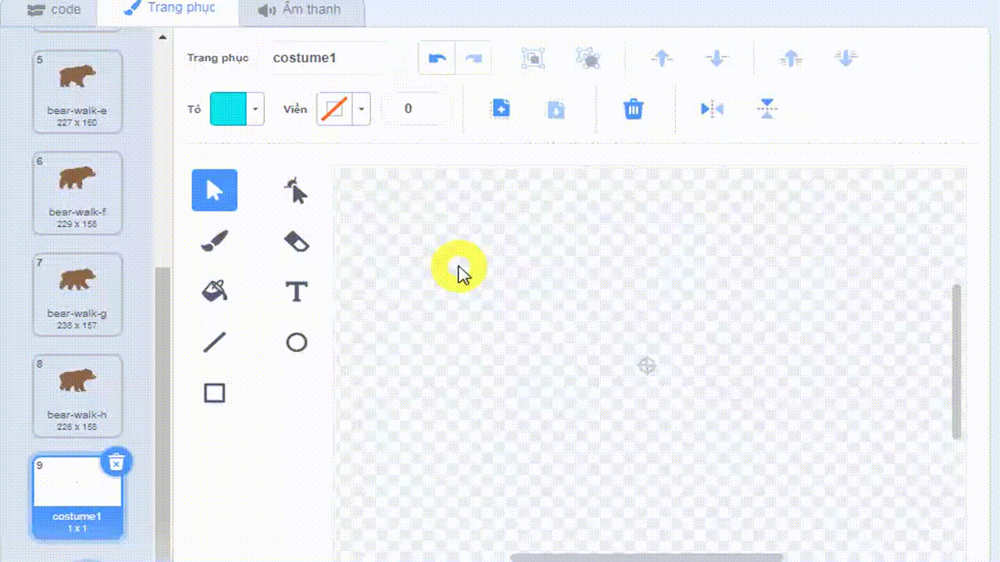 code
Trang phục
Âm thanh
5
bear-walk-e
227 x 160
6
bear-walk-f
229 x 158
7
bear-walk-g
238 x 157
8
bear-walk-h
226 x 158
9
costume1
1 x 1
Trang phục
costume1
Tô
Viền
0